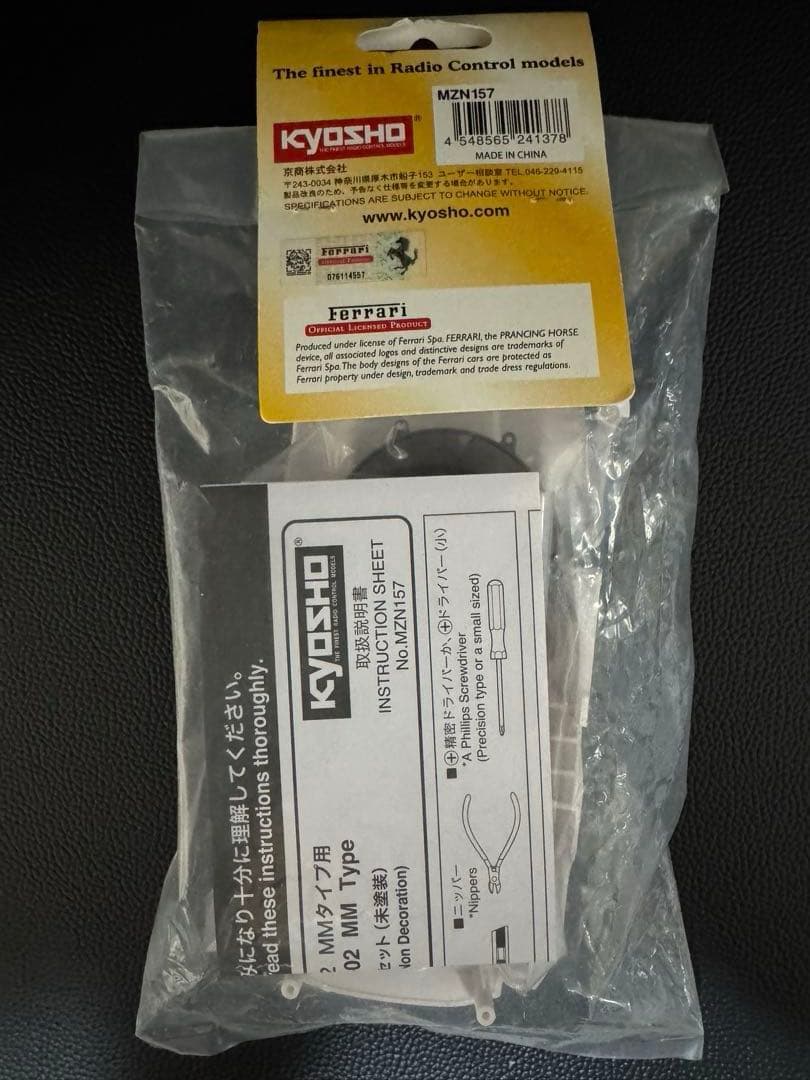 The finest in Radio Control models
MZN157
4 548565 241378
MADE IN CHINA
KYOSHO®
THE FINEST RADIO CONTROL MODELS
京商株式会社
〒243-0034 神奈川県厚木市船子153 ユーザー相談室 TEL.046-229-4115
製品改良のため、予告なく仕様等を変更する場合があります。
SPECIFICATIONS ARE SUBJECT TO CHANGE WITHOUT NOTICE.
www.kyosho.com
Ferrari
OFFICIAL PRODUCT
076114557
Ferrari
OFFICIAL LICENSED PRODUCT
Produced under license of Ferrari Spa. FERRARI, the PRANCING HORSE
device, all associated logos and distinctive designs are trademarks of
Ferrari Spa. The body designs of the Ferrari cars are protected as
Ferrari property under design, trademark and trade dress regulations.
になり十分に理解してください。
ead these instructions thoroughly.
KYOSHO®
THE FINEST RADIO CONTROL MODELS
取扱説明書
INSTRUCTION SHEET
No.MZN157
2 MMタイプ用
02 MM Type
セット(未塗装)
on Decoration)
■⊕精密ドライバーか、⊕ドライバー(小)
*A Phillips Screwdriver
(Precision type or a small sized)
■ニッパー
*Nippers